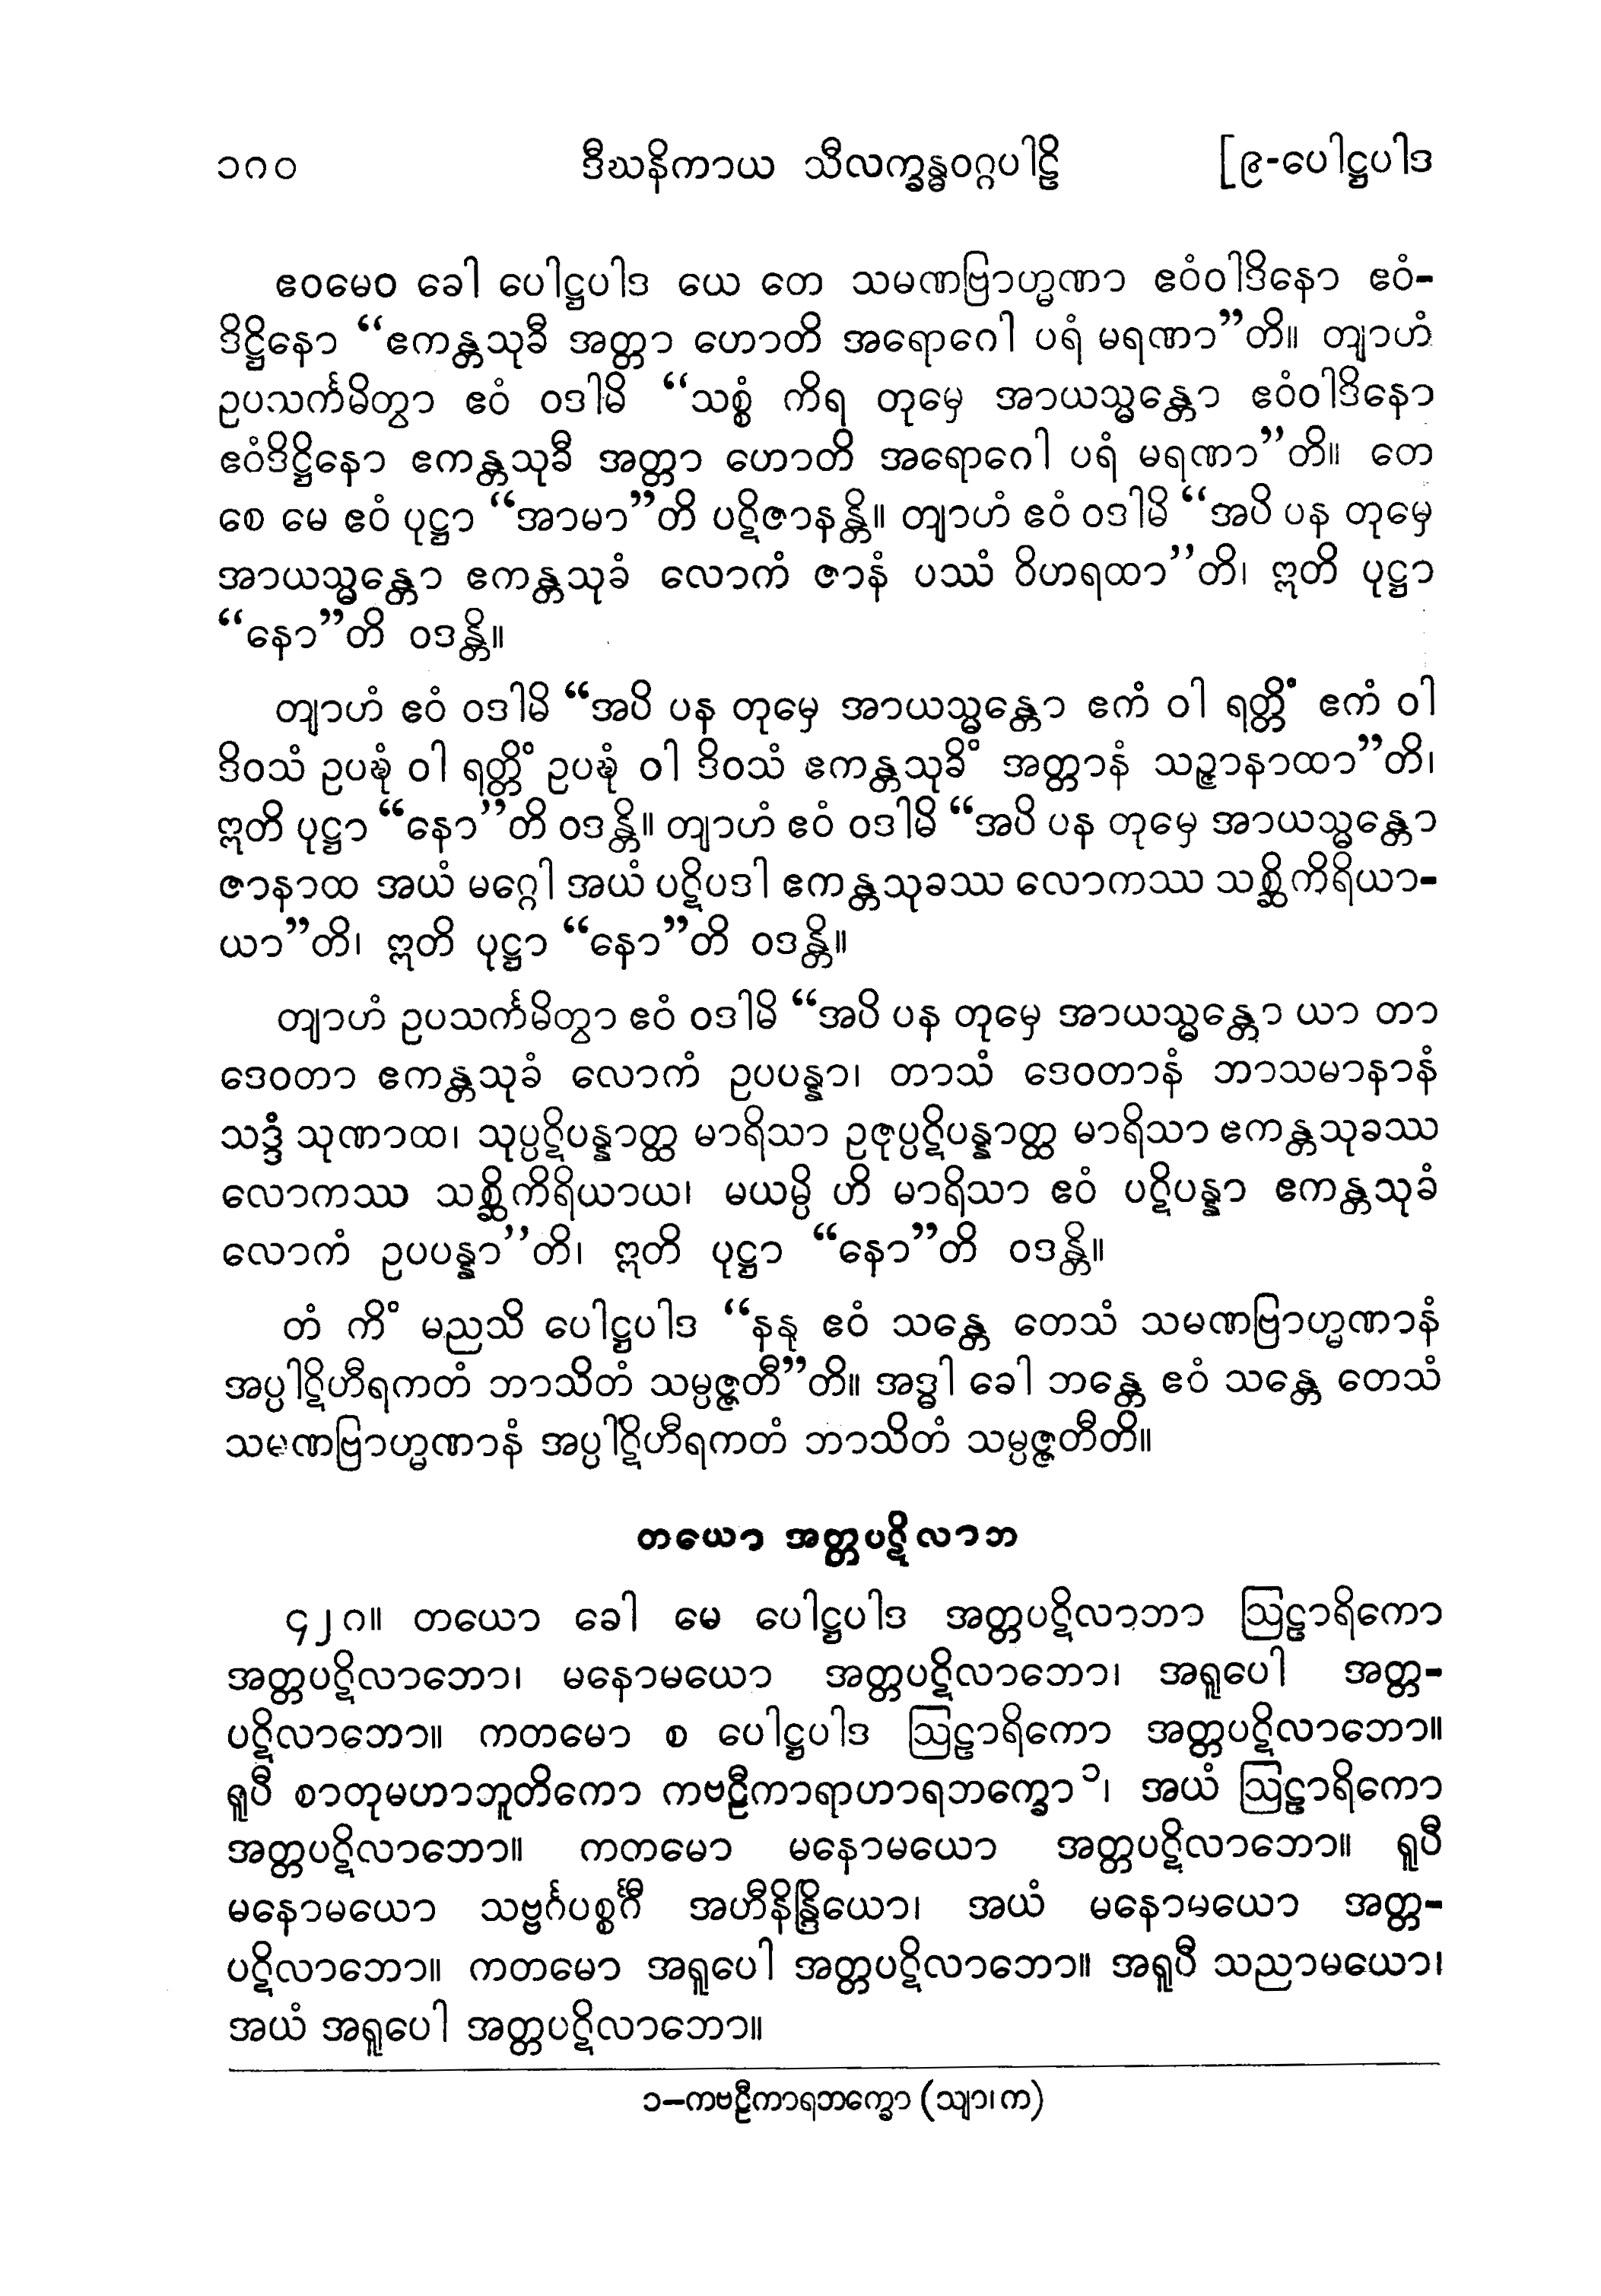 ၁၈၀ ဒီဃနိကာယ သီလက္ခန္ဓဝဂ္ဂပါဠိ [၉-ပေါဋ္ဌပါဒ
ဧဝမေဝ ခေါ ပေါဋ္ဌပါဒ ယေ တေ သမဏဗြာဟ္မဏာ ဧဝံဝါဒိနော ဧဝံ-
ဒိဋ္ဌိနော “ဧကန္တသုခီ အတ္တာ ဟောတိ အရောဂေါ ပရံ မရဏာ”တိ။ တျာဟံ
ဥပသင်္ကမိတွာ ဧဝံ ဝဒါမိ “သစ္စံ ကိရ တုမှေ အာယသ္မန္တော ဧဝံဝါဒိနော
ဧဝံဒိဋ္ဌိနော ဧကန္တသုခီ အတ္တာ ဟောတိ အရောဂေါ ပရံ မရဏာ”တိ။ တေ
စေ မေ ဧဝံ ပုဋ္ဌာ “အာမာ”တိ ပဋိဇာနန္တိ။ တျာဟံ ဧဝံ ဝဒါမိ “အပိ ပန တုမှေ
အာယသ္မန္တော ဧကန္တသုခံ လောကံ ဇာနံ ပဿံ ဝိဟရထာ”တိ၊ ဣတိ ပုဋ္ဌာ
“နော”တိ ဝဒန္တိ။
တျာဟံ ဧဝံ ဝဒါမိ “အပိ ပန တုမှေ အာယသ္မန္တော ဧကံ ဝါ ရတ္တိံ ဧကံ ဝါ
ဒိဝသံ ဥပဍ္ဎံ ဝါ ရတ္တိံ ဥပဍ္ဎံ ဝါ ဒိဝသံ ဧကန္တသုခိံ အတ္တာနံ သဉ္ဇာနာထာ”တိ၊
ဣတိ ပုဋ္ဌာ “နော”တိ ဝဒန္တိ။ တျာဟံ ဧဝံ ဝဒါမိ “အပိ ပန တုမှေ အာယသ္မန္တော
ဇာနာထ အယံ မဂ္ဂေါ အယံ ပဋိပဒါ ဧကန္တသုခဿ လောကဿ သစ္ဆိကိရိယာ-
ယာ”တိ၊ ဣတိ ပုဋ္ဌာ “နော”တိ ဝဒန္တိ။
တျာဟံ ဥပသင်္ကမိတွာ ဧဝံ ဝဒါမိ “အပိ ပန တုမှေ အာယသ္မန္တော ယာ တာ
ဒေဝတာ ဧကန္တသုခံ လောကံ ဥပပန္နာ၊ တာသံ ဒေဝတာနံ ဘာသမာနာနံ
သဒ္ဒံ သုဏာထ၊ သုပ္ပဋိပန္နာတ္ထ မာရိသာ ဥဇုပ္ပဋိပန္နာတ္ထ မာရိသာ ဧကန္တသုခဿ
လောကဿ သစ္ဆိကိရိယာယ၊ မယမ္ပိ ဟိ မာရိသာ ဧဝံ ပဋိပန္နာ ဧကန္တသုခံ
လောကံ ဥပပန္နာ”တိ၊ ဣတိ ပုဋ္ဌာ “နော”တိ ဝဒန္တိ။
တံ ကိံ မညသိ ပေါဋ္ဌပါဒ “နနု ဧဝံ သန္တေ တေသံ သမဏဗြာဟ္မဏာနံ
အပ္ပါဋိဟီရကတံ ဘာသိတံ သမ္ပဇ္ဇတီ”တိ။ အဒ္ဓါ ခေါ ဘန္တေ ဧဝံ သန္တေ တေသံ
သမဏဗြာဟ္မဏာနံ အပ္ပါဋိဟီရကတံ ဘာသိတံ သမ္ပဇ္ဇတီတိ။
တယော အတ္တပဋိလာဘ
၄၂၈။ တယော ခေါ မေ ပေါဋ္ဌပါဒ အတ္တပဋိလာဘာ ဩဠာရိကော
အတ္တပဋိလာဘော၊ မနောမယော အတ္တပဋိလာဘော၊ အရူပေါ အတ္တ-
ပဋိလာဘော။ ကတမော စ ပေါဋ္ဌပါဒ ဩဠာရိကော အတ္တပဋိလာဘော။
ရူပီ စာတုမဟာဘူတိကော ကဗဠီကာရာဟာရဘက္ခော ၁၊ အယံ ဩဠာရိကော
အတ္တပဋိလာဘော။ ကတမော မနောမယော အတ္တပဋိလာဘော။ ရူပီ
မနောမယော သဗ္ဗင်္ဂပစ္စင်္ဂီ အဟီနိန္ဒြိယော၊ အယံ မနောမယော အတ္တ-
ပဋိလာဘော။ ကတမော အရူပေါ အတ္တပဋိလာဘော။ အရူပီ သညာမယော၊
အယံ အရူပေါ အတ္တပဋိလာဘော။
၁—ကဗဠီကာရဘက္ခော (သျာ၊ က)